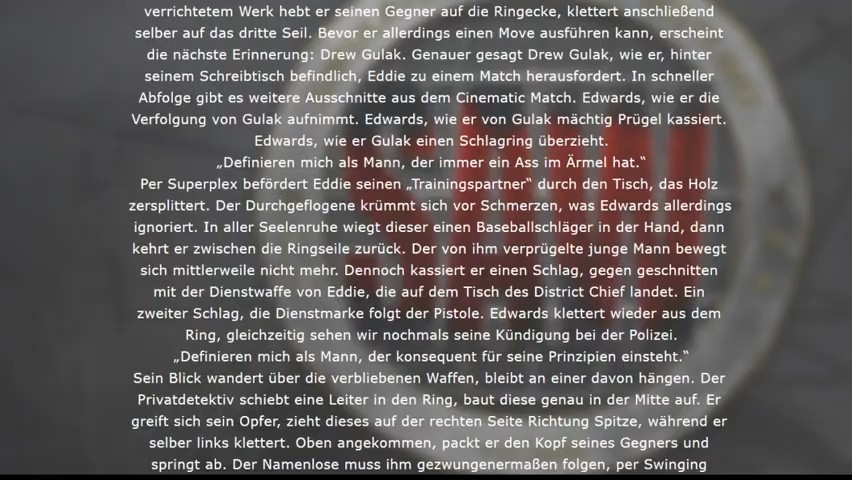 verrichtetem Werk hebt er seinen Gegner auf die Ringecke, klettert anschließend
selber auf das dritte Seil. Bevor er allerdings einen Move ausführen kann, erscheint
die nächste Erinnerung: Drew Gulak. Genauer gesagt Drew Gulak, wie er, hinter
seinem Schreibtisch befindlich, Eddie zu einem Match herausfordert. In schneller
Abfolge gibt es weitere Ausschnitte aus dem Cinematic Match. Edwards, wie er die
Verfolgung von Gulak aufnimmt. Edwards, wie er von Gulak mächtig Prügel kassiert.
Edwards, wie er Gulak einen Schlagring überzieht.
„Definieren mich als Mann, der immer ein Ass im Ärmel hat.“
Per Superplex befördert Eddie seinen „Trainingspartner“ durch den Tisch, das Holz
zersplittert. Der Durchgeflogene krümmt sich vor Schmerzen, was Edwards allerdings
ignoriert. In aller Seelenruhe wiegt dieser einen Baseballschläger in der Hand, dann
kehrt er zwischen die Ringseile zurück. Der von ihm verprügelte junge Mann bewegt
sich mittlerweile nicht mehr. Dennoch kassiert er einen Schlag, gegen geschnitten
mit der Dienstwaffe von Eddie, die auf dem Tisch des District Chief landet. Ein
zweiter Schlag, die Dienstmarke folgt der Pistole. Edwards klettert wieder aus dem
Ring, gleichzeitig sehen wir nochmals seine Kündigung bei der Polizei.
„Definieren mich als Mann, der konsequent für seine Prinzipien einsteht.“
Sein Blick wandert über die verbliebenen Waffen, bleibt an einer davon hängen. Der
Privatdetektiv schiebt eine Leiter in den Ring, baut diese genau in der Mitte auf. Er
greift sich sein Opfer, zieht dieses auf der rechten Seite Richtung Spitze, während er
selber links klettert. Oben angekommen, packt er den Kopf seines Gegners und
springt ab. Der Namenlose muss ihm gezwungenermaßen folgen, per Swinging